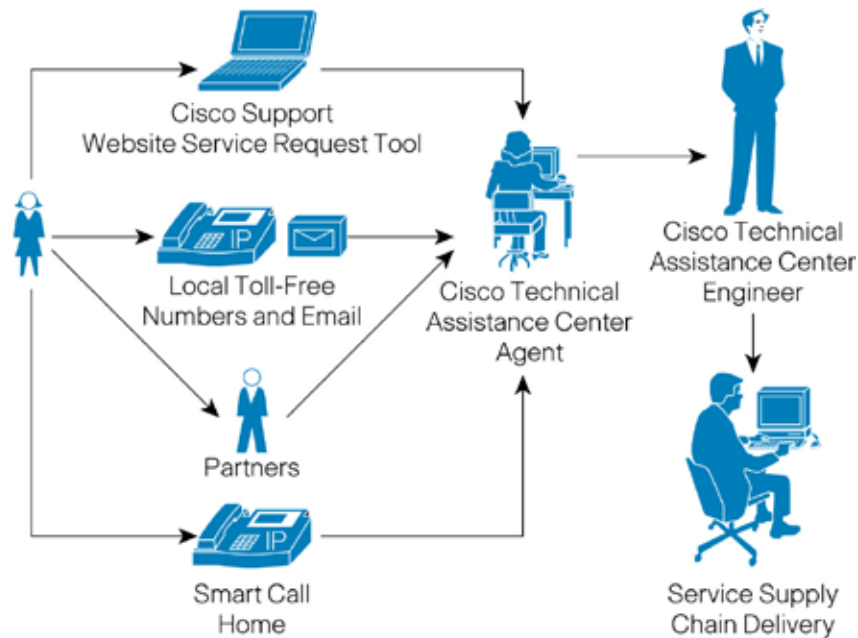 Cisco Support
Website Service Request Tool
IP
Local Toll-Free
Numbers and Email
Partners
IP
Smart Call
Home
Cisco Technical
Assistance Center
Agent
Cisco Technical
Assistance Center
Engineer
Service Supply
Chain Delivery